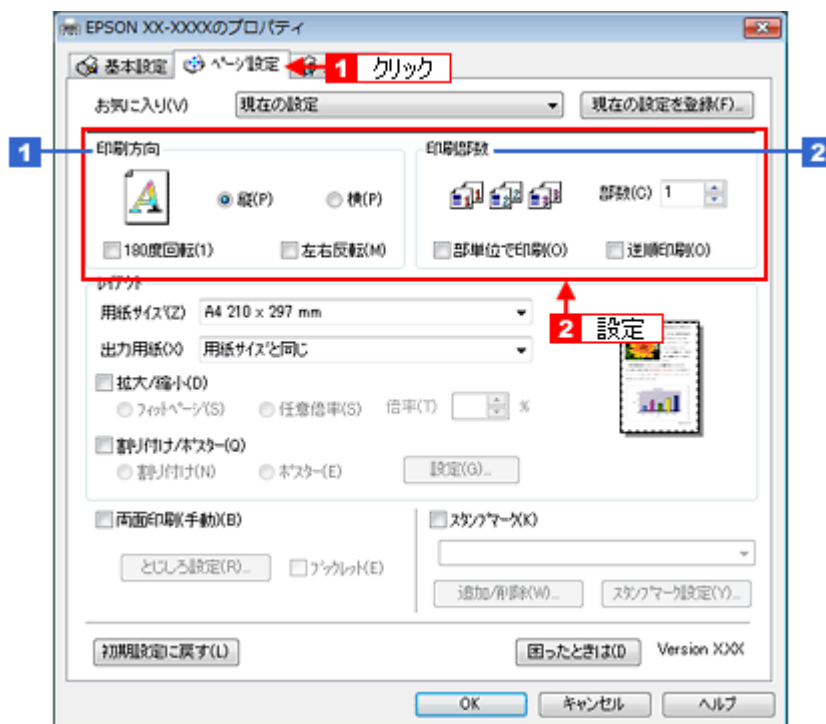 EPSON XX-XXXXのプロパティ
基本設定 ページ設定
1 クリック
お気に入り(V) 現在の設定 現在の設定を登録(F)...
1 印刷方向
縦(P) 横(P)
180度回転(1) 左右反転(M)
印刷部数 2
部数(C) 1
部単位で印刷(O) 逆順印刷(O)
レイアウト
2 設定
用紙サイズ(Z) A4 210 x 297 mm
出力用紙(X) 用紙サイズと同じ
拡大/縮小(D)
フィットページ(S) 任意倍率(S) 倍率(T) %
割り付け/ポスター(Q)
割り付け(N) ポスター(E) 設定(G)...
両面印刷(手動)(B)
とじしろ設定(R)... ブックレット(E)
スタンプマーク(K)
追加/削除(W)... スタンプマーク設定(Y)...
初期設定に戻す(L) 困ったときは(I) Version XXX
OK キャンセル ヘルプ